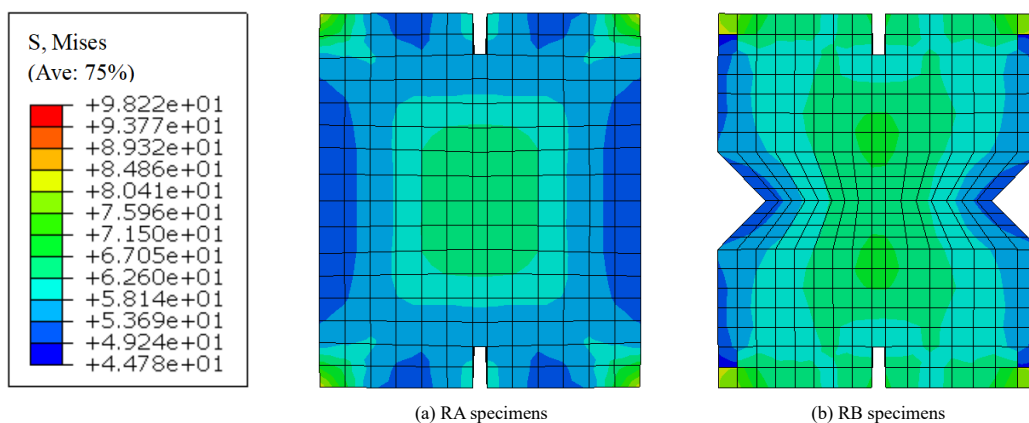 S, Mises
(Ave: 75%)
+9.822e+01
+9.377e+01
+8.932e+01
+8.486e+01
+8.041e+01
+7.596e+01
+7.150e+01
+6.705e+01
+6.260e+01
+5.814e+01
+5.369e+01
+4.924e+01
+4.478e+01
(a) RA specimens
(b) RB specimens